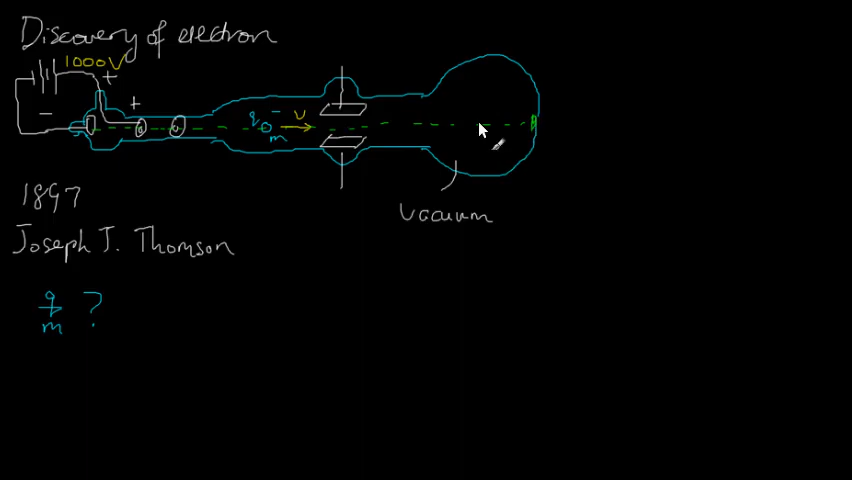 Discovery of electron
1000V
+
+
−
q −
v
m
1897
Vacuum
Joseph J. Thomson
q
m
?